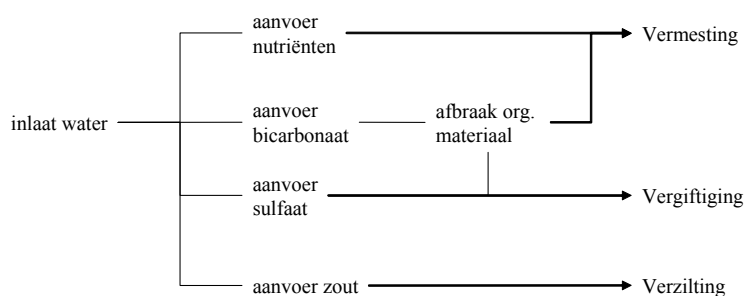 aanvoer
nutriënten
Vermesting
inlaat water
aanvoer
bicarbonaat
afbraak org.
materiaal
aanvoer
sulfaat
Vergiftiging
aanvoer zout
Verzilting